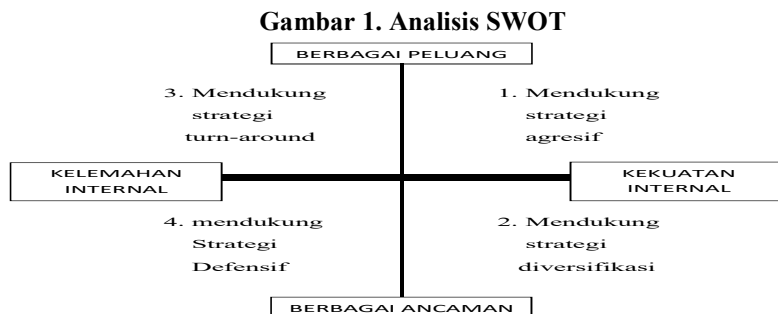 Gambar 1. Analisis SWOT
BERBAGAI PELUANG
3. Mendukung
strategi
turn-around
1. Mendukung
strategi
agresif
KELEMAHAN
INTERNAL
KEKUATAN
INTERNAL
4. mendukung
Strategi
Defensif
2. Mendukung
strategi
diversifikasi
BERBAGAI ANCAMAN